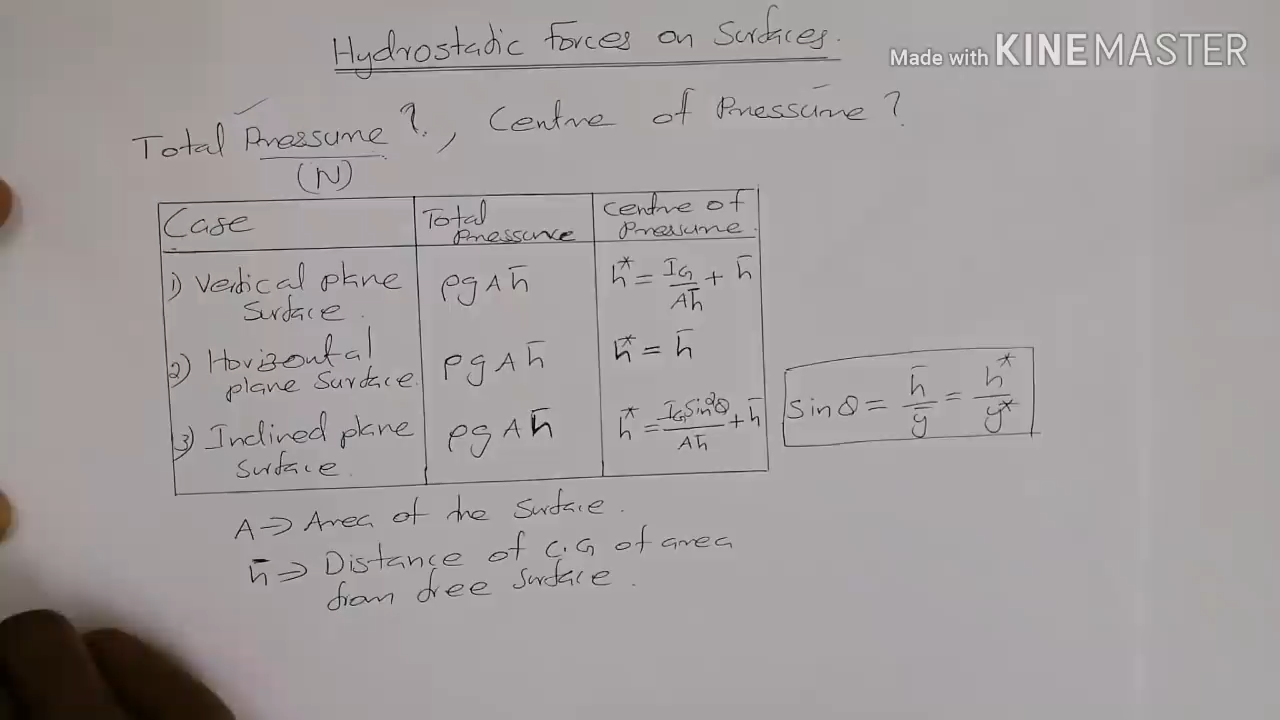 Hydrostatic Forces on Surfaces.
Made with KINEMASTER
Total Pressure ?, Centre of Pressure ?
(N)
Case | Total Pressure | Centre of Pressure
1) Vertical plane surface. | ρgAh̄ | h* = IG/Ah̄ + h̄
2) Horizontal plane surface. | ρgAh̄ | h* = h̄
3) Inclined plane surface. | ρgAh̄ | h* = IG sin²θ/Ah̄ + h̄
sin θ = h̄/ȳ = h*/y*
A ⇒ Area of the surface.
h̄ ⇒ Distance of C.G of area
from free surface.